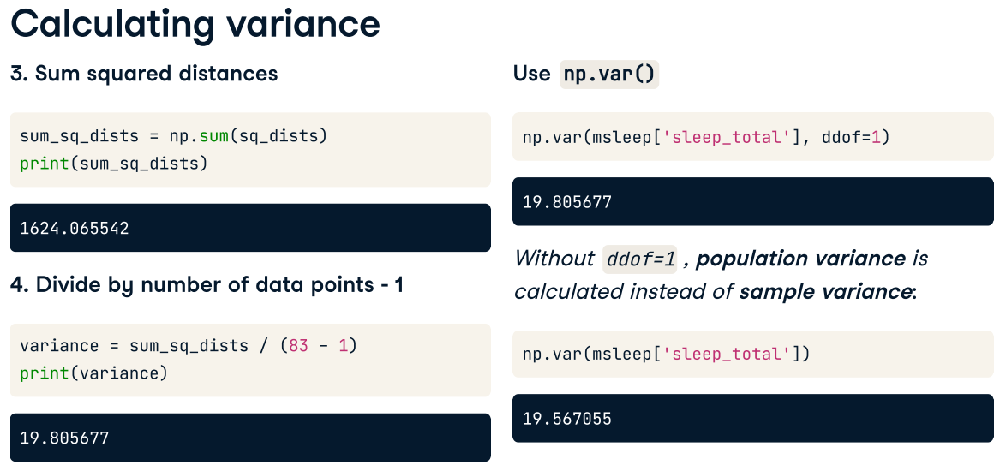 Calculating variance
3. Sum squared distances
sum_sq_dists = np.sum(sq_dists)
print(sum_sq_dists)
1624.065542
4. Divide by number of data points - 1
variance = sum_sq_dists / (83 - 1)
print(variance)
19.805677
Use np.var()
np.var(msleep['sleep_total'], ddof=1)
19.805677
Without ddof=1 , population variance is
calculated instead of sample variance:
np.var(msleep['sleep_total'])
19.567055